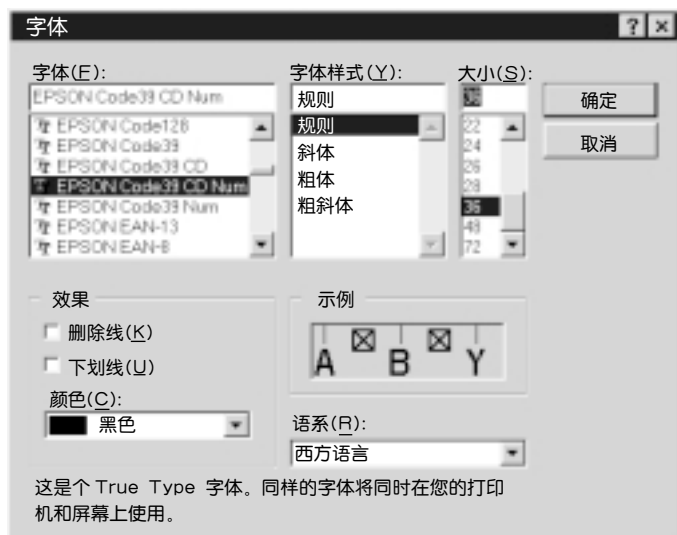 字体
字体(F):
EPSON Code39 CD Num
EPSON Code128
EPSON Code39
EPSON Code39 CD
EPSON Code39 CD Num
EPSON Code39 Num
EPSON EAN-13
EPSON EAN-8
字体样式(Y):
规则
规则
斜体
粗体
粗斜体
大小(S):
36
22
24
26
28
36
48
72
确定
取消
效果
删除线(K)
下划线(U)
颜色(C):
黑色
示例
A B Y
语系(R):
西方语言
这是个 True Type 字体。同样的字体将同时在您的打印
机和屏幕上使用。